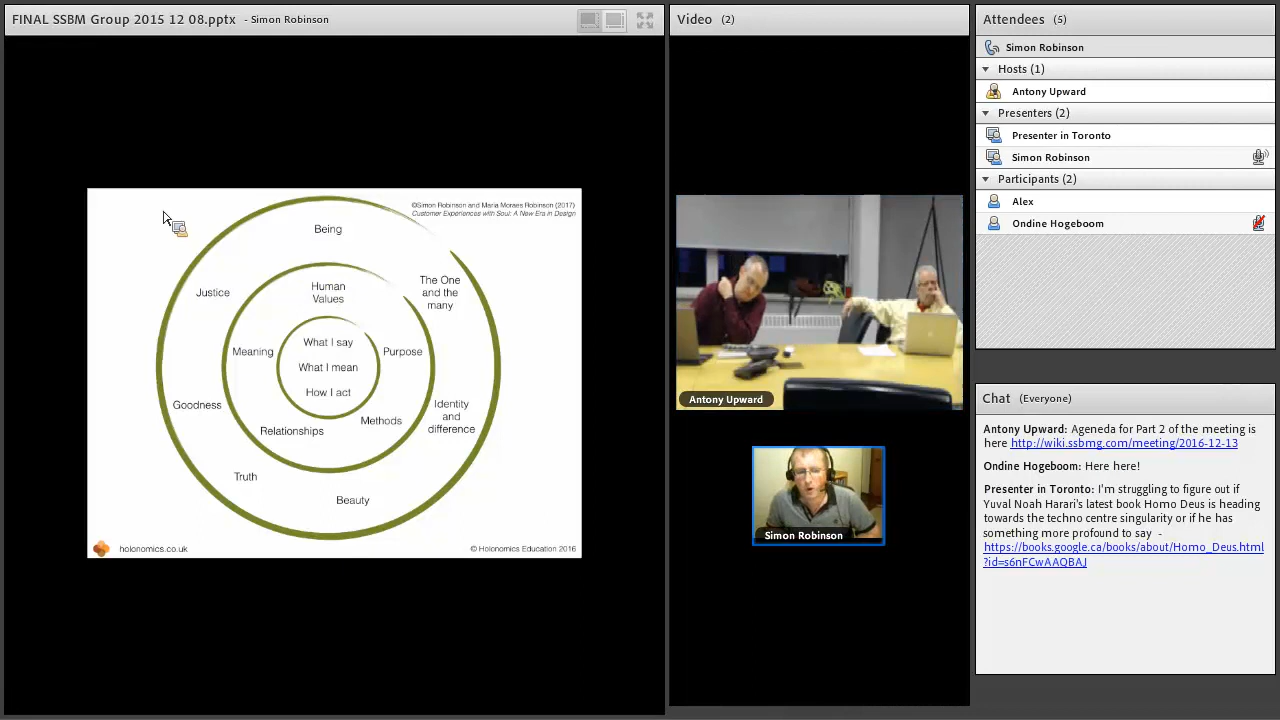 FINAL SSBM Group 2015 12 08.pptx - Simon Robinson
©Simon Robinson and Maria Moraes Robinson (2017)
Customer Experiences with Soul: A New Era in Design
Being
The One
and the
many
Justice
Human
Values
What I say
Meaning
Purpose
What I mean
How I act
Goodness
Identity
and
difference
Methods
Relationships
Truth
Beauty
holonomics.co.uk
© Holonomics Education 2016
Video (2)
Antony Upward
Simon Robinson
Attendees (5)
Simon Robinson
Hosts (1)
Antony Upward
Presenters (2)
Presenter in Toronto
Simon Robinson
Participants (2)
Alex
Ondine Hogeboom
Chat (Everyone)
Antony Upward: Ageneda for Part 2 of the meeting is
here http://wiki.ssbmg.com/meeting/2016-12-13
Ondine Hogeboom: Here here!
Presenter in Toronto: I'm struggling to figure out if
Yuval Noah Harari's latest book Homo Deus is heading
towards the techno centre singularity or if he has
something more profound to say -
https://books.google.ca/books/about/Homo_Deus.html
?id=s6nFCwAAQBAJ